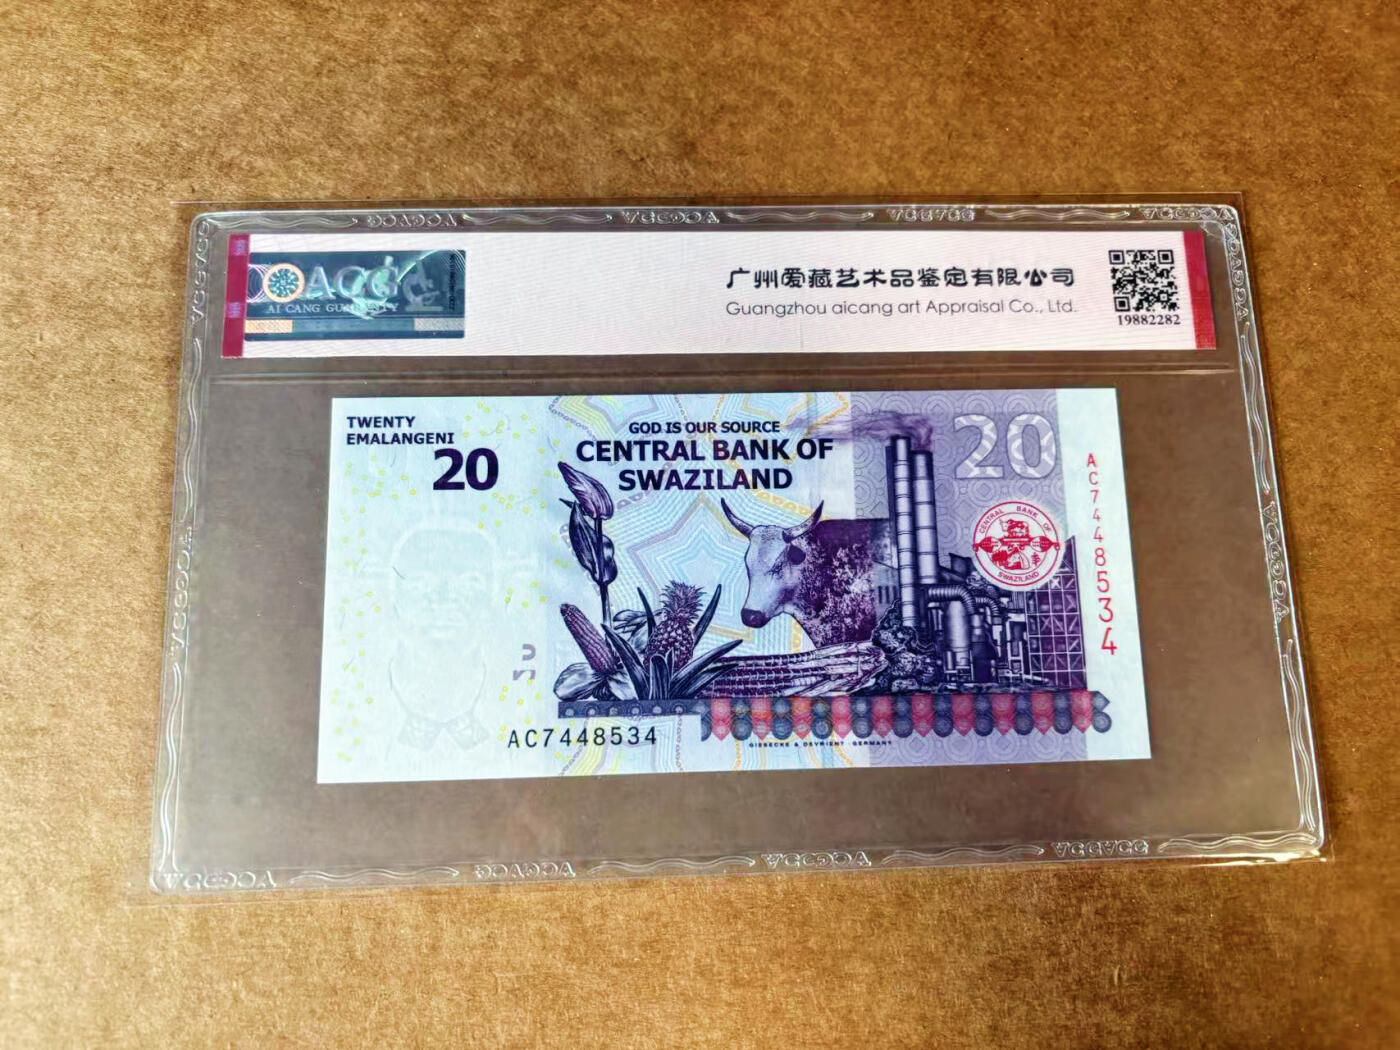 ACG
AI CANG GUARANTY
广州爱藏艺术品鉴定有限公司
Guangzhou aicang art Appraisal Co., Ltd.
19882282
TWENTY
EMALANGENI
20
GOD IS OUR SOURCE
CENTRAL BANK OF
SWAZILAND
20
CENTRAL BANK OF
SWAZILAND
AC7448534
AC7448534
GIESECKE & DEVRIENT · GERMANY